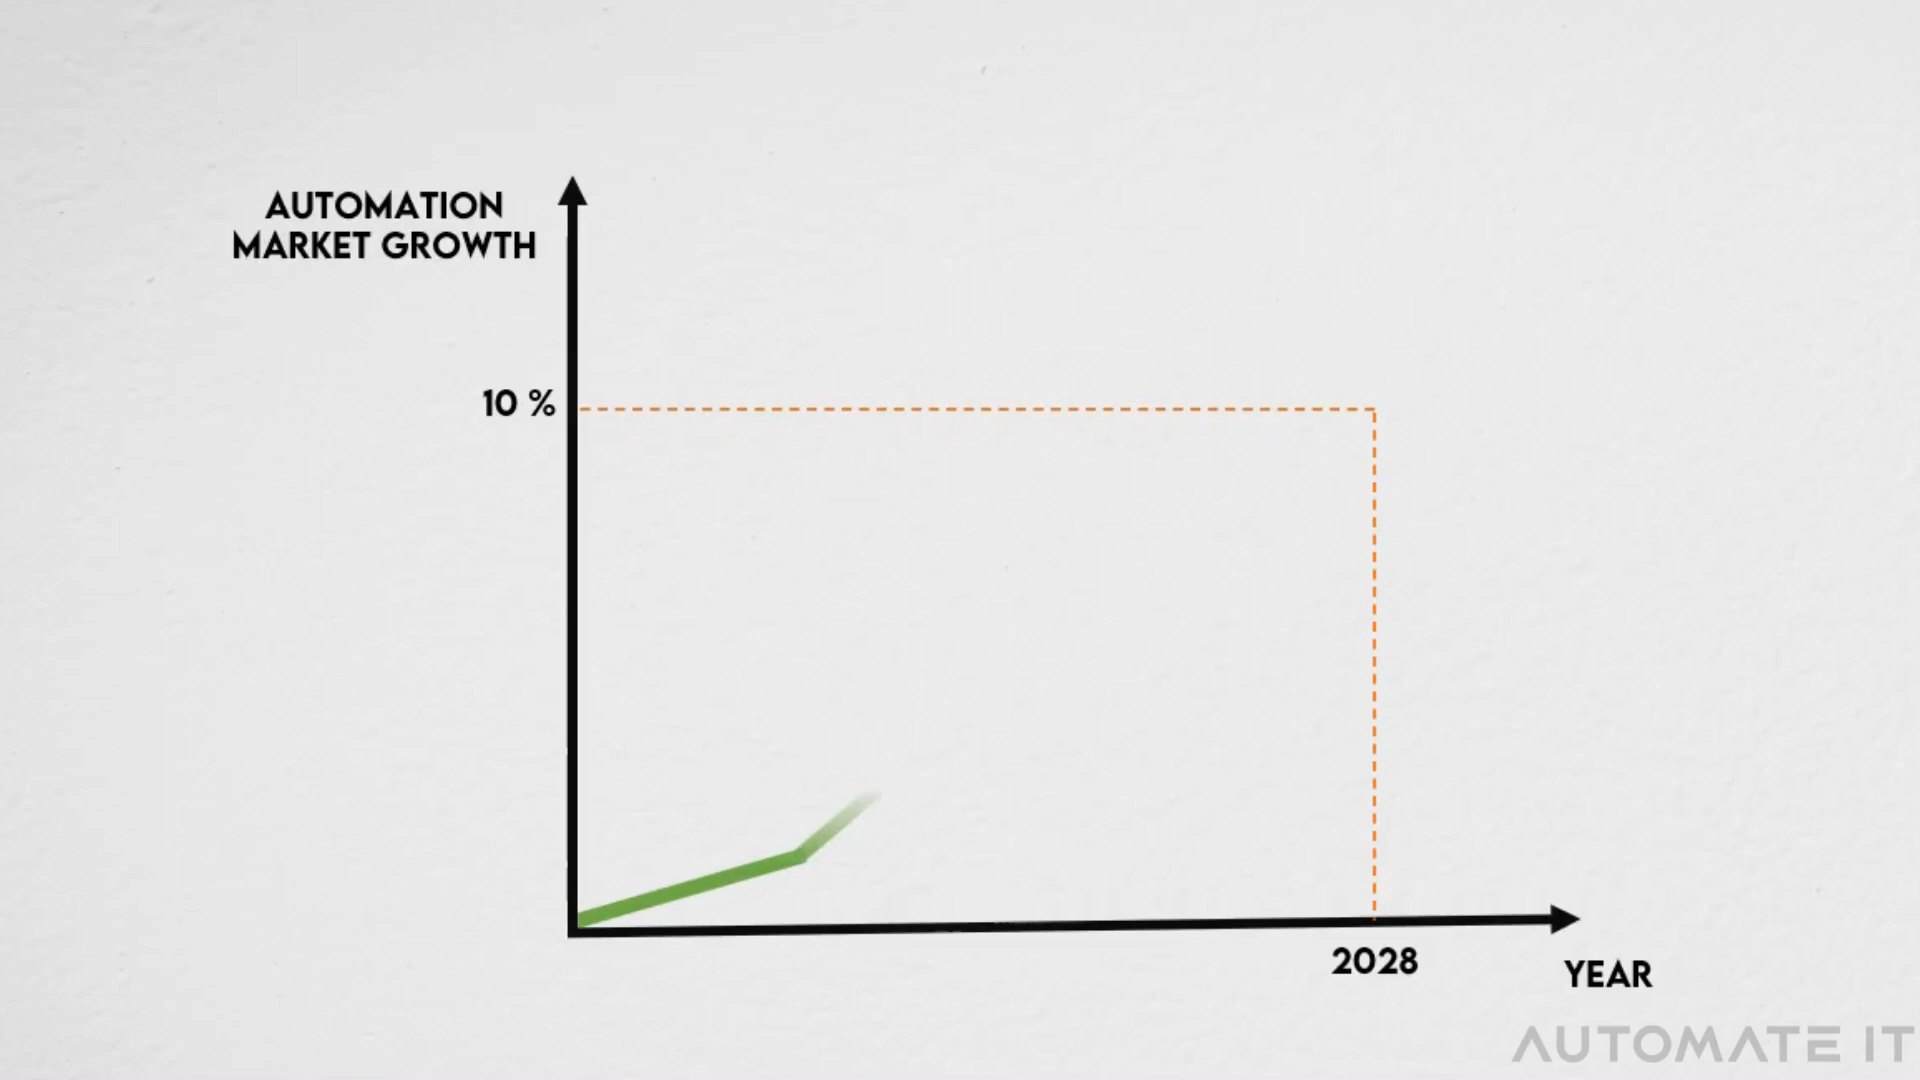 AUTOMATION
MARKET GROWTH
10 %
2028
YEAR
AUTOMATE IT